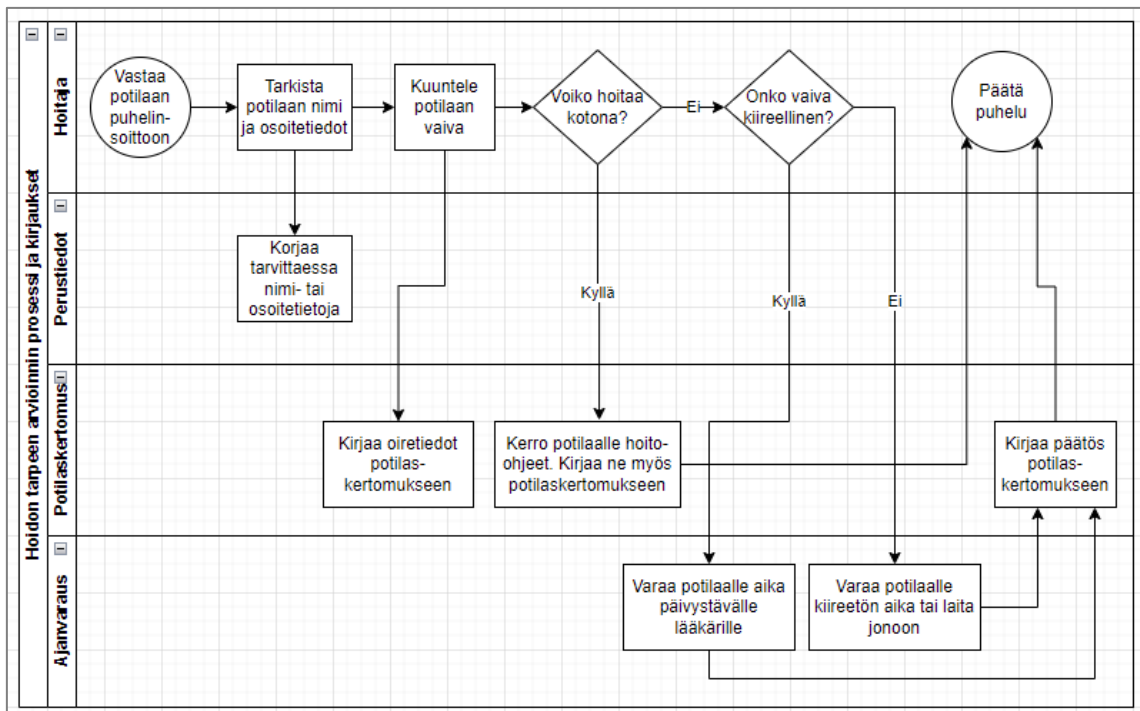 Hoidon tarpeen arvioinnin prosessi ja kirjaukset
Hoitaja
Vastaa
potilaan
puhelin-
soittoon
Tarkista
potilaan nimi
ja osoitetiedot
Kuuntele
potilaan
vaiva
Voiko hoitaa
kotona?
Ei
Onko vaiva
kiireellinen?
Päätä
puhelu
Perustiedot
Korjaa
tarvittaessa
nimi- tai
osoitetietoja
Kyllä
Kyllä
Ei
Potilaskertomus
Kirjaa oiretiedot
potilas-
kertomukseen
Kerro potilaalle hoito-
ohjeet. Kirjaa ne myös
potilaskertomukseen
Kirjaa päätös
potilas-
kertomukseen
Ajanvaraus
Varaa potilaalle aika
päivystävälle
lääkärille
Varaa potilaalle
kiireetön aika tai laita
jonoon